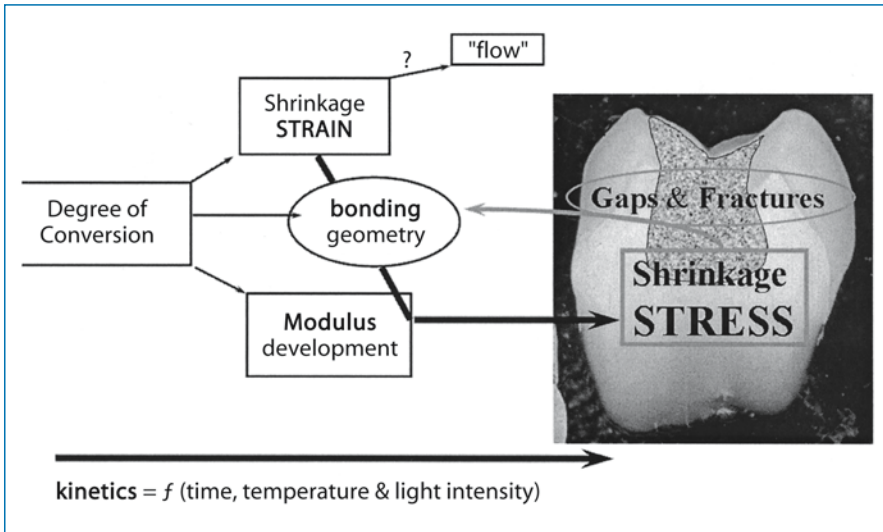 ?
"flow"
Shrinkage
STRAIN
Degree of
Conversion
bonding
geometry
Modulus
development
Gaps & Fractures
Shrinkage
STRESS
kinetics = f (time, temperature & light intensity)